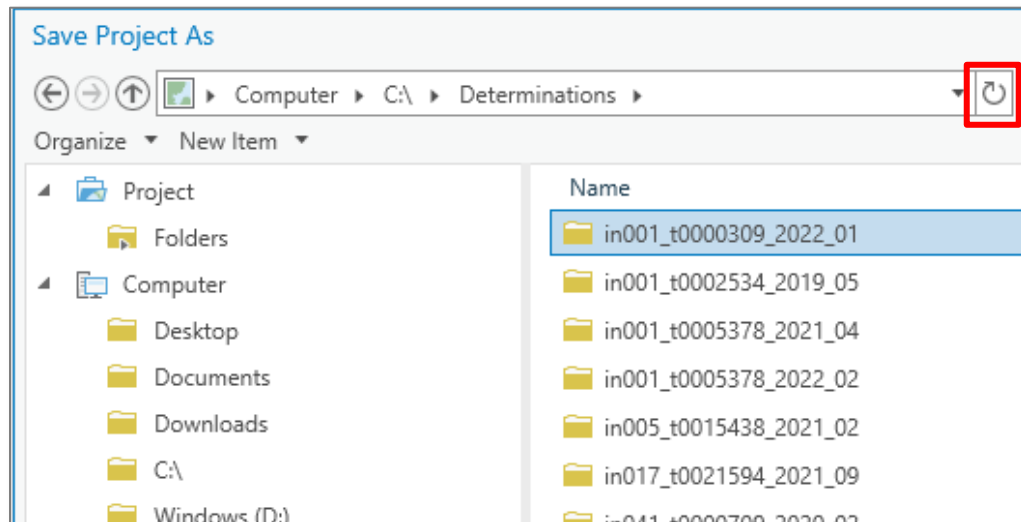 Save Project As
Computer C:\ Determinations
Organize New Item
Project
Folders
Computer
Desktop
Documents
Downloads
C:\
Windows (D:)
Name
in001_t0000309_2022_01
in001_t0002534_2019_05
in001_t0005378_2021_04
in001_t0005378_2022_02
in005_t0015438_2021_02
in017_t0021594_2021_09